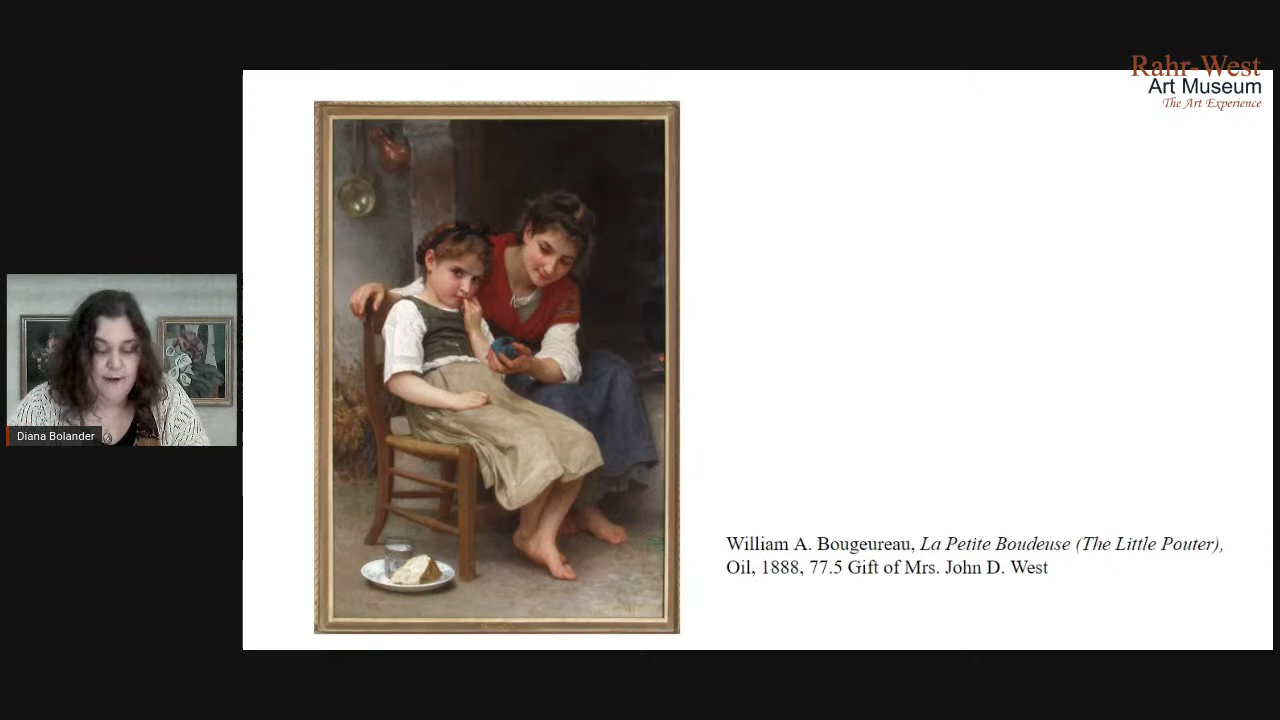 Rahr-West
Art Museum
The Art Experience
Diana Bolander
William A. Bougeureau, La Petite Boudeuse (The Little Pouter),
Oil, 1888, 77.5 Gift of Mrs. John D. West